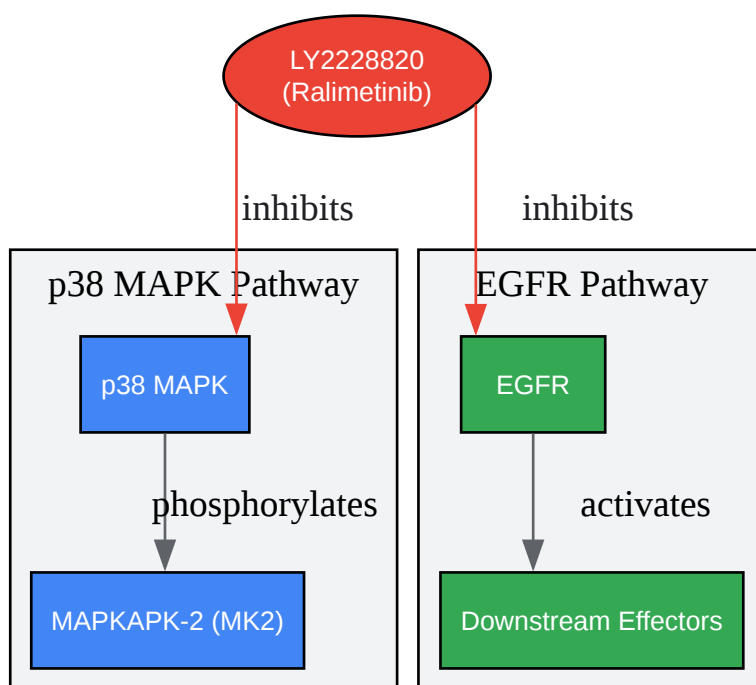 LY2228820
(Ralimetinib)
inhibits
inhibits
p38 MAPK Pathway
EGFR Pathway
p38 MAPK
EGFR
phosphorylates
activates
MAPKAPK-2 (MK2)
Downstream Effectors